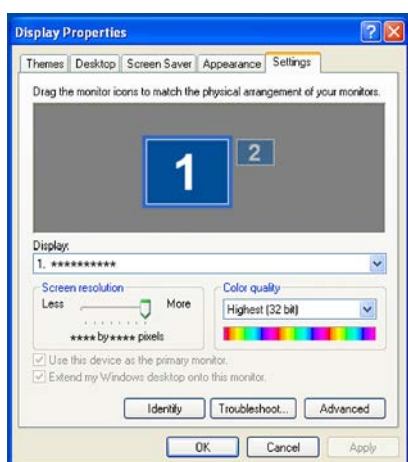 Display Properties
Themes Desktop Screen Saver Appearance Settings
Drag the monitor icons to match the physical arrangement of your monitors.
1 2
Display:
1. **********
Screen resolution
Less More
**** by **** pixels
Color quality
Highest (32 bit)
Use this device as the primary monitor.
Extend my Windows desktop onto this monitor.
Identify Troubleshoot... Advanced
OK Cancel Apply